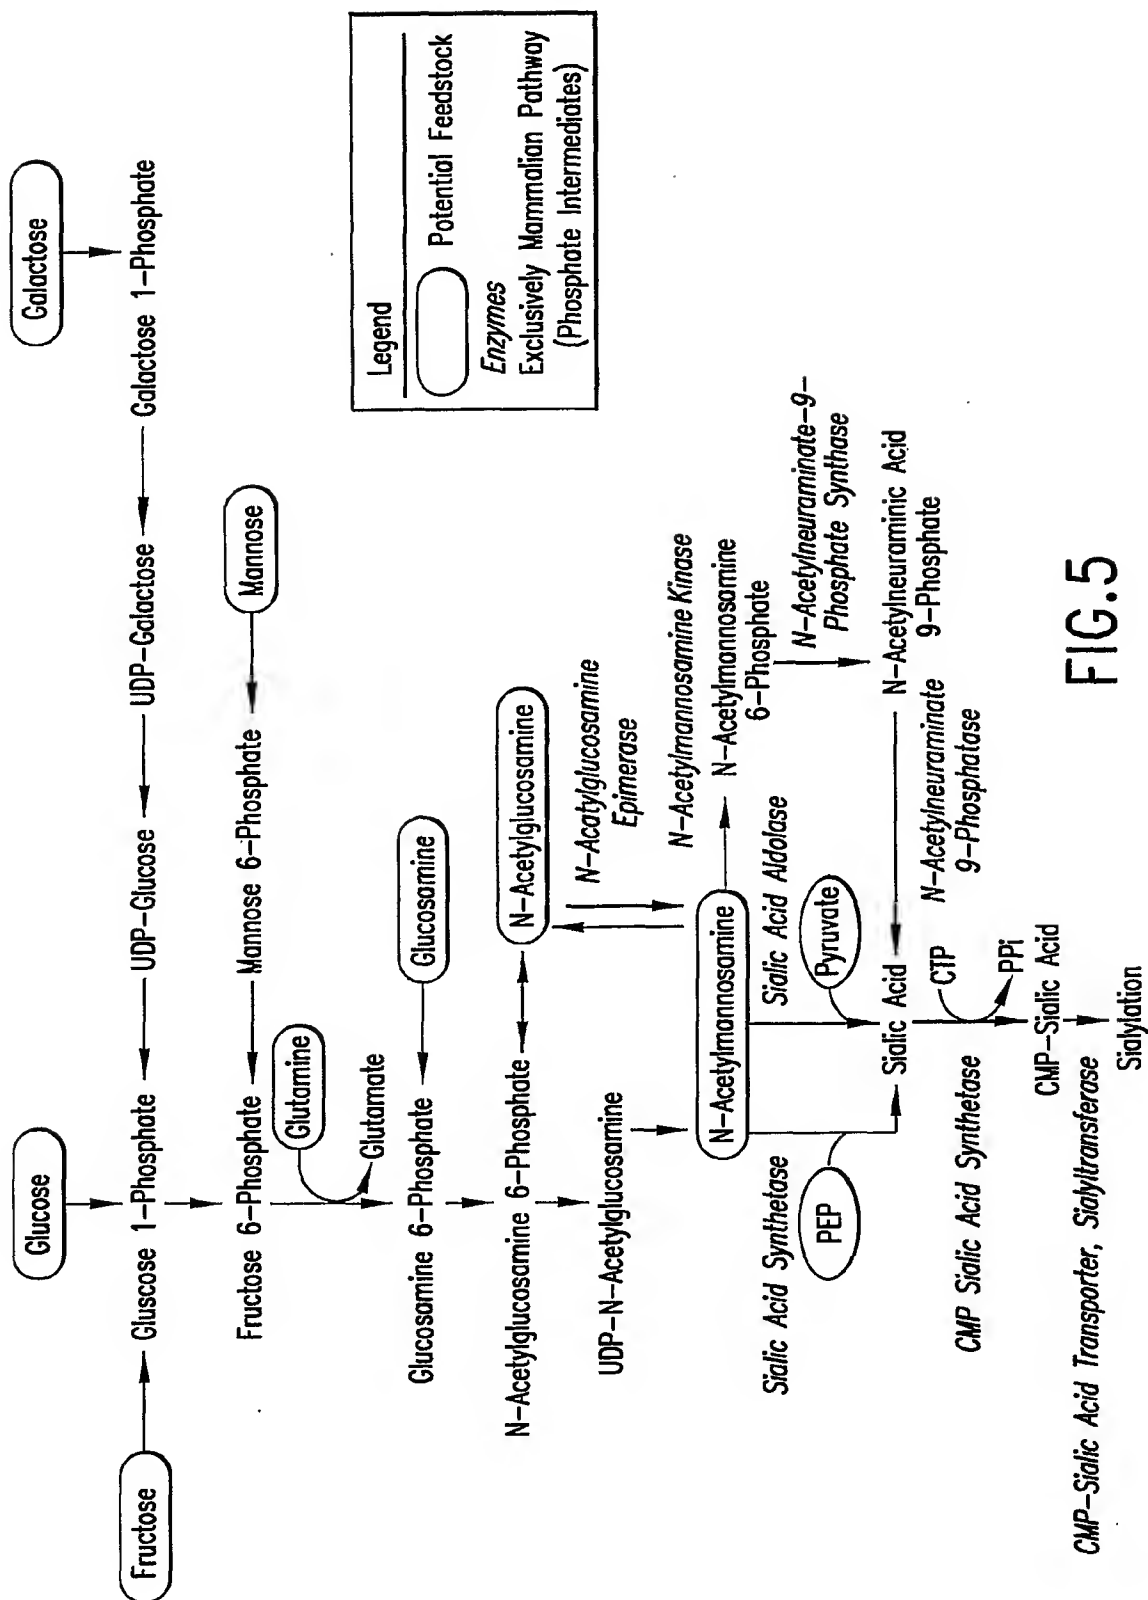 Galactose
Glucose
Fructose
Gluscose 1–Phosphate
UDP–Glucose
UDP–Galactose
Galactose 1–Phosphate
Fructose 6–Phosphate
Mannose 6–Phosphate
Mannose
Glutamine
Glutamate
Glucosamine 6–Phosphate
Glucosamine
N–Acetylglucosamine 6–Phosphate
N–Acetylglucosamine
N–Acatylglucosamine
Epimerase
UDP–N–Acetylglucosamine
N–Acetylmannosamine Kinase
N–Acetylmannosamine
N–Acetylmannosamine
6–Phosphate
Sialic Acid Synthetase
PEP
Sialic Acid Aldolase
Pyruvate
N–Acetylneuraminate–9–
Phosphate Synthase
Sialic Acid
N–Acetylneuraminic Acid
9–Phosphate
N–Acetylneuraminate
9–Phosphatase
CMP Sialic Acid Synthetase
CTP
PPi
CMP–Sialic Acid
CMP–Sialic Acid Transporter, Sialyltransferase
Sialylation
Legend
Potential Feedstock
Enzymes
Exclusively Mammalian Pathway
(Phosphate Intermediates)
FIG.5